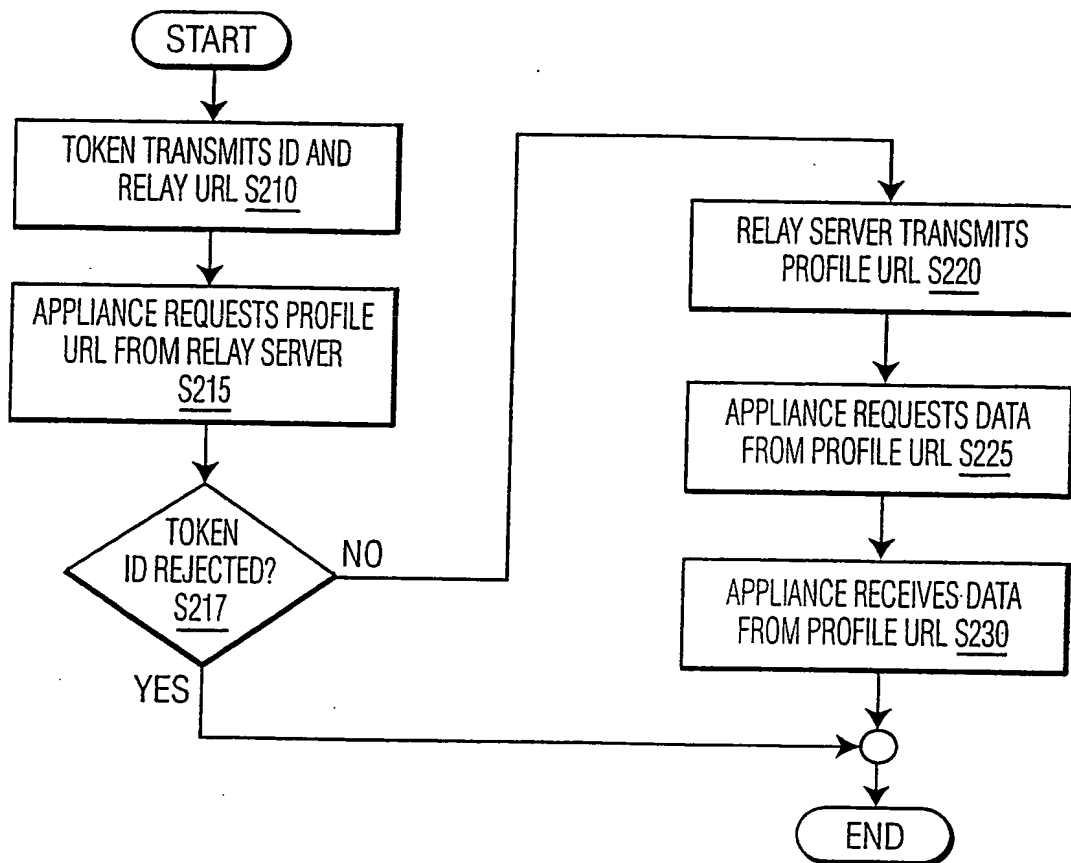 START
TOKEN TRANSMITS ID AND
RELAY URL S210
APPLIANCE REQUESTS PROFILE
URL FROM RELAY SERVER
S215
TOKEN
ID REJECTED?
S217
NO
YES
RELAY SERVER TRANSMITS
PROFILE URL S220
APPLIANCE REQUESTS DATA
FROM PROFILE URL S225
APPLIANCE RECEIVES DATA
FROM PROFILE URL S230
END